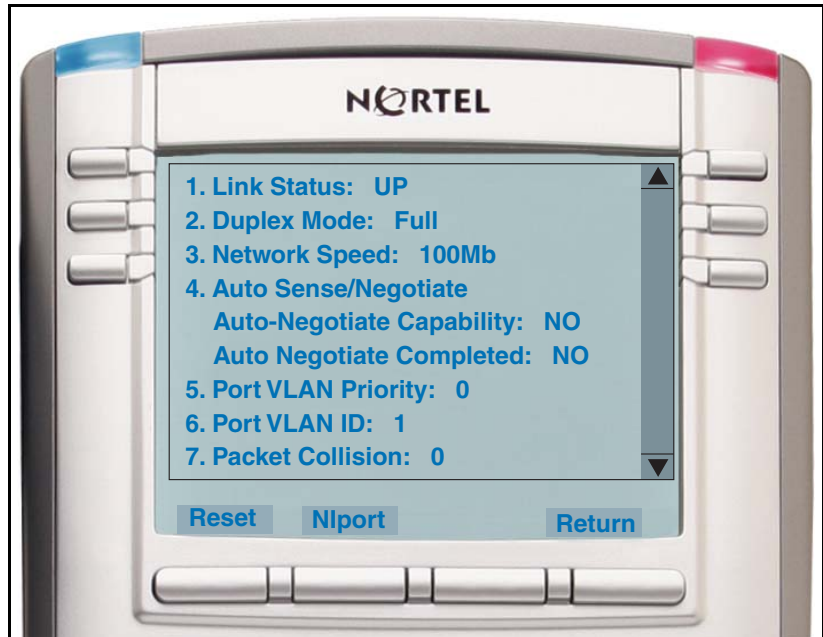 NORTEL
1. Link Status: UP
2. Duplex Mode: Full
3. Network Speed: 100Mb
4. Auto Sense/Negotiate
Auto-Negotiate Capability: NO
Auto Negotiate Completed: NO
5. Port VLAN Priority: 0
6. Port VLAN ID: 1
7. Packet Collision: 0
Reset NIport Return